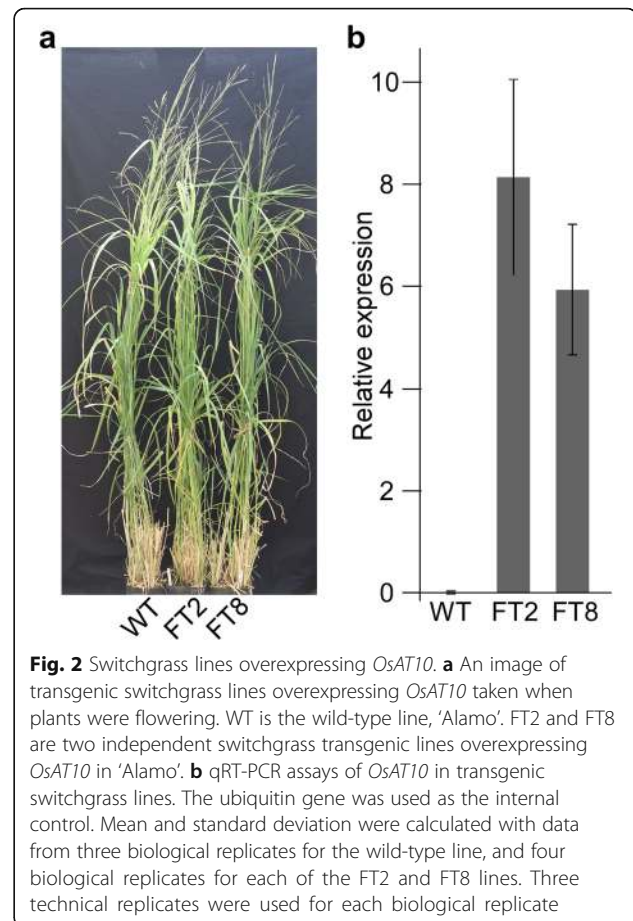 a
b
10
8
6
4
2
0
Relative expression
WT FT2 FT8
WT FT2 FT8
Fig. 2 Switchgrass lines overexpressing OsAT10. a An image of
transgenic switchgrass lines overexpressing OsAT10 taken when
plants were flowering. WT is the wild-type line, ‘Alamo’. FT2 and FT8
are two independent switchgrass transgenic lines overexpressing
OsAT10 in ‘Alamo’. b qRT-PCR assays of OsAT10 in transgenic
switchgrass lines. The ubiquitin gene was used as the internal
control. Mean and standard deviation were calculated with data
from three biological replicates for the wild-type line, and four
biological replicates for each of the FT2 and FT8 lines. Three
technical replicates were used for each biological replicate